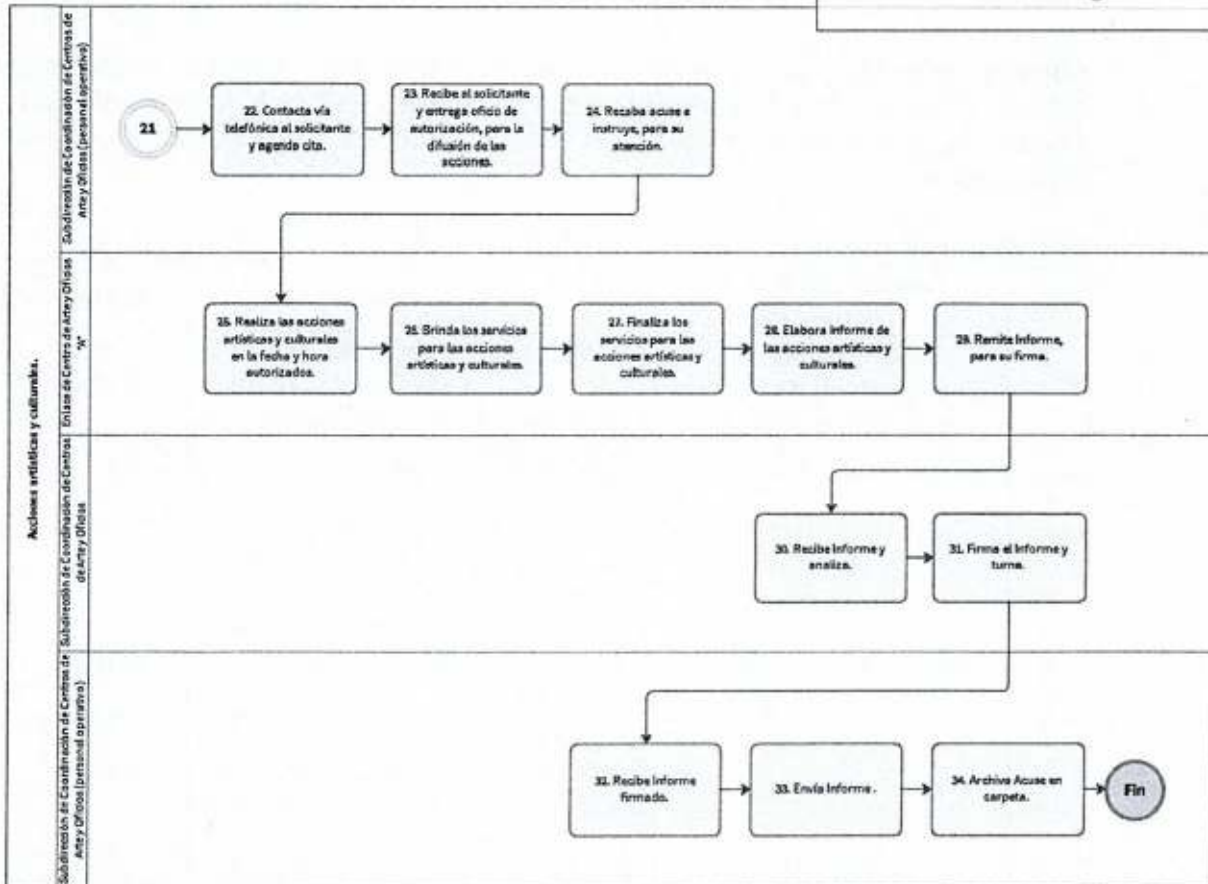 Acciones artísticas y culturales.
Subdirección de Coordinación de Centros de
Arte y Oficios (personal operativo)
21
22. Contacta vía
telefónica al solicitante
y agenda cita.
23. Recibe al solicitante
y entrega oficio de
autorización, para la
difusión de las
acciones.
24. Recaba acuse e
instruye, para su
atención.
Enlace de Centro de Arte y Oficios
"A"
25. Realiza las acciones
artísticas y culturales
en la fecha y hora
autorizados.
26. Brinda los servicios
para las acciones
artísticas y culturales.
27. Finaliza los
servicios para las
acciones artísticas y
culturales.
28. Elabora Informe de
las acciones artísticas y
culturales.
29. Remite Informe,
para su firma.
Subdirección de Coordinación de Centros
de Arte y Oficios
30. Recibe Informe y
analiza.
31. Firma el Informe y
turna.
Subdirección de Coordinación de Centros de
Arte y Oficios (personal operativo)
32. Recibe Informe
firmado.
33. Envía Informe .
34. Archiva Acuse en
carpeta.
Fin